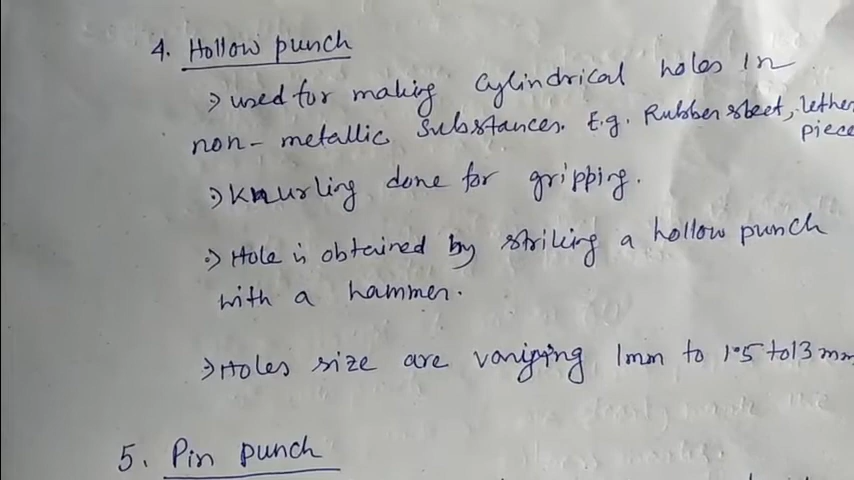 4. Hollow punch
→ used for making cylindrical holes in
non-metallic substances. E.g. Rubber sheet, lether
piece
→ Knurling done for gripping.
→ Hole is obtained by striking a hollow punch
with a hammer.
→ Holes size are varying 1mm to 1.5 to 13 mm
5. Pin punch